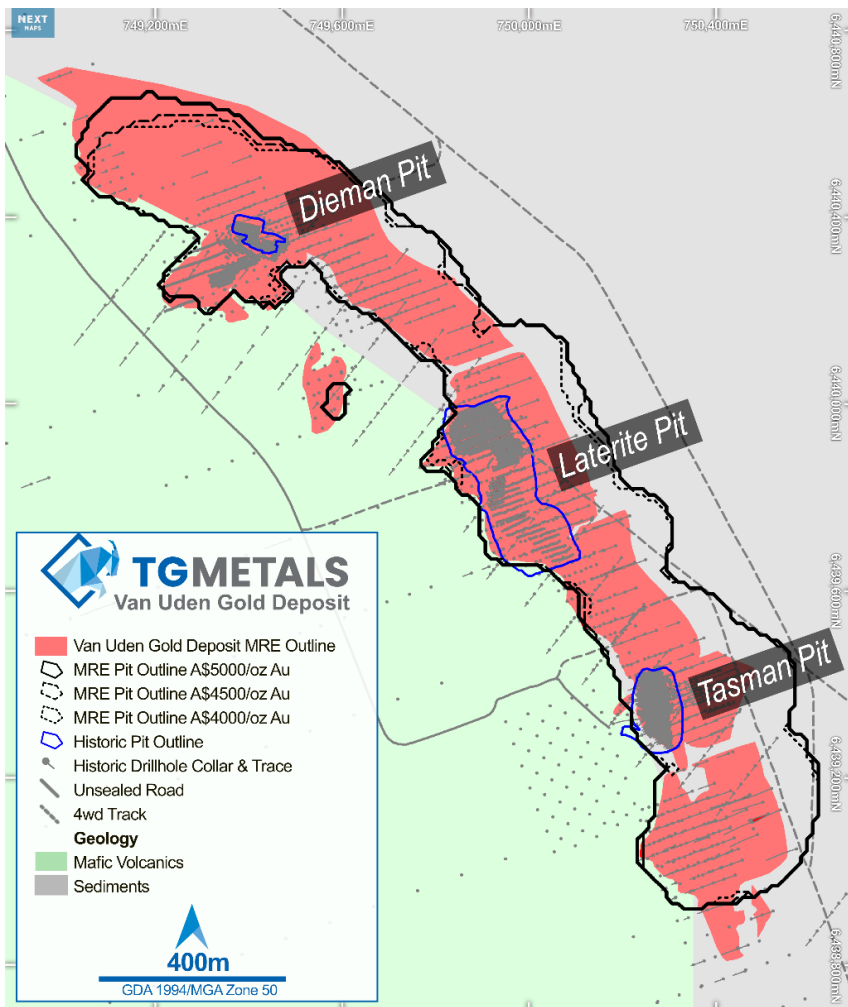 NEXT
MAPS
749,200mE
749,600mE
750,000mE
750,400mE
6,440,800mN
Dieman Pit
6,440,400mN
6,440,000mN
Laterite Pit
6,439,600mN
Tasman Pit
6,439,200mN
6,438,800mN
TGMETALS
Van Uden Gold Deposit
Van Uden Gold Deposit MRE Outline
MRE Pit Outline A$5000/oz Au
MRE Pit Outline A$4500/oz Au
MRE Pit Outline A$4000/oz Au
Historic Pit Outline
Historic Drillhole Collar & Trace
Unsealed Road
4wd Track
Geology
Mafic Volcanics
Sediments
400m
GDA 1994/MGA Zone 50